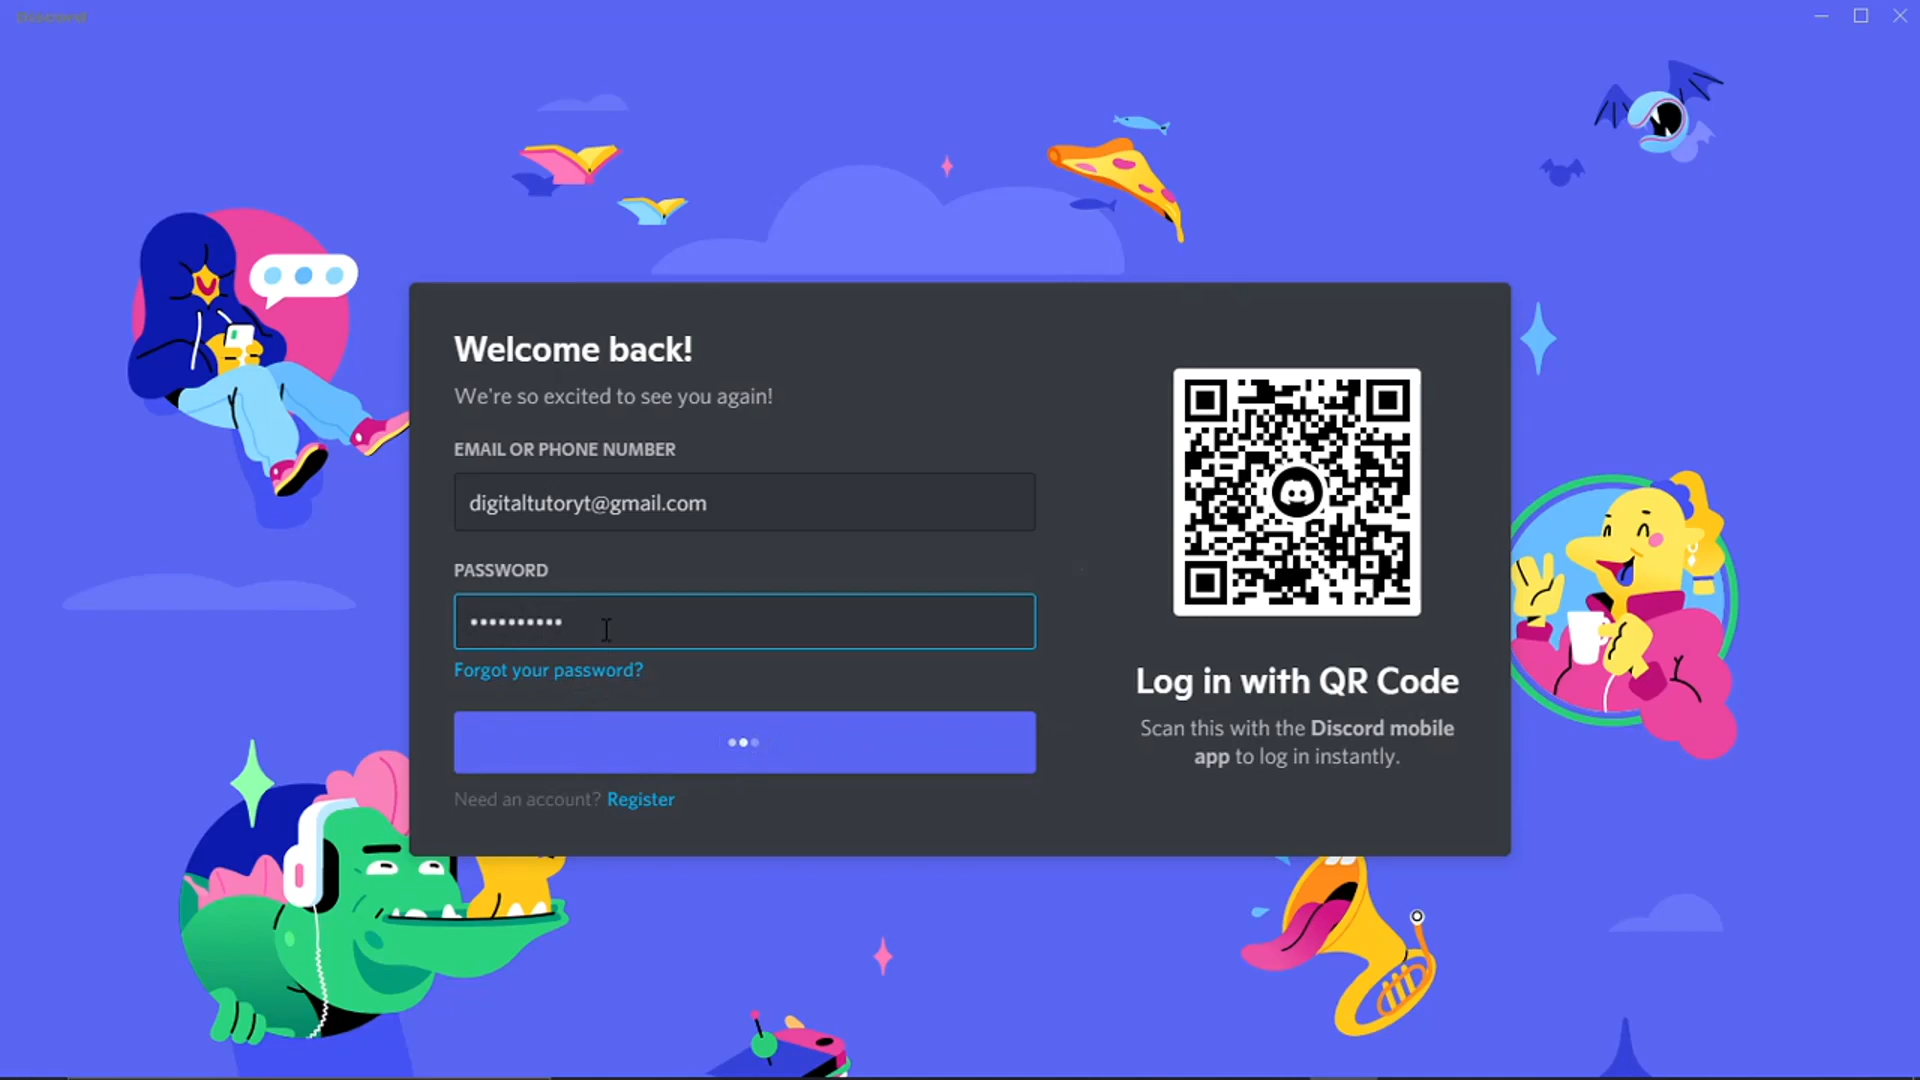 Discord
Welcome back!
We're so excited to see you again!
EMAIL OR PHONE NUMBER
digitaltutoryt@gmail.com
PASSWORD
••••••••••
Forgot your password?
Need an account? Register
Log in with QR Code
Scan this with the Discord mobile
app to log in instantly.